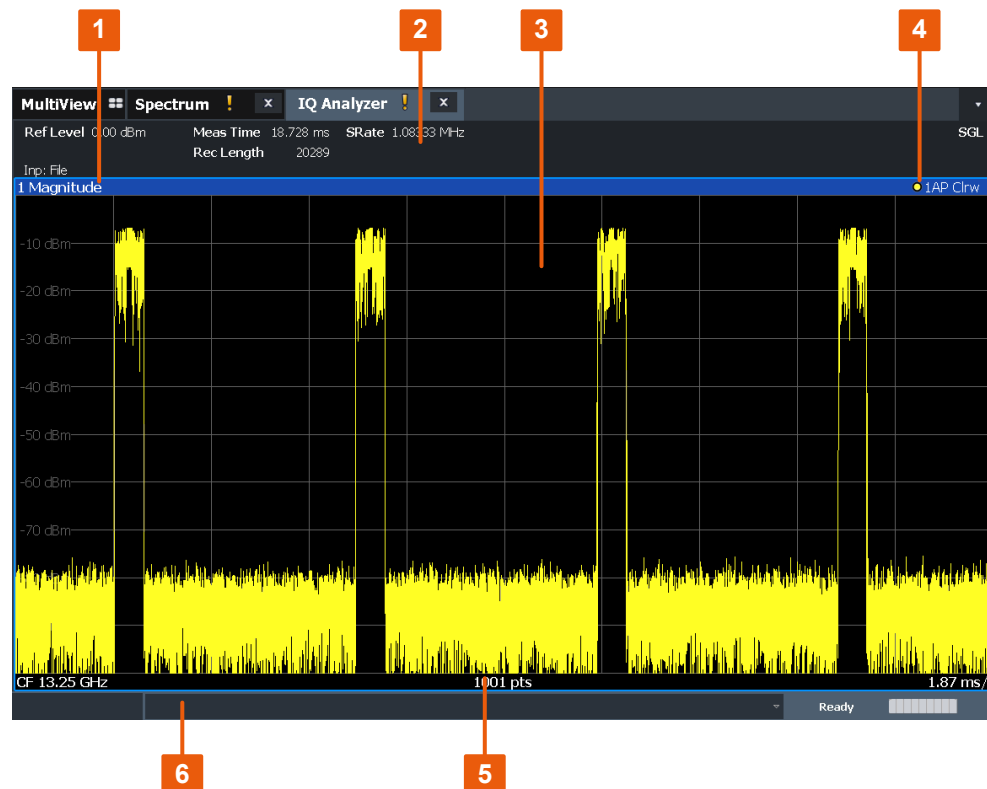 1 2 3 4
MultiView Spectrum ! x IQ Analyzer ! x
Ref Level 0.00 dBm Meas Time 18.728 ms SRate 1.08333 MHz SGL
Rec Length 20289
Inp: File
1 Magnitude 1AP Clrw
-10 dBm
-20 dBm
-30 dBm
-40 dBm
-50 dBm
-60 dBm
-70 dBm
CF 13.25 GHz 1001 pts 1.87 ms/
Ready
6 5